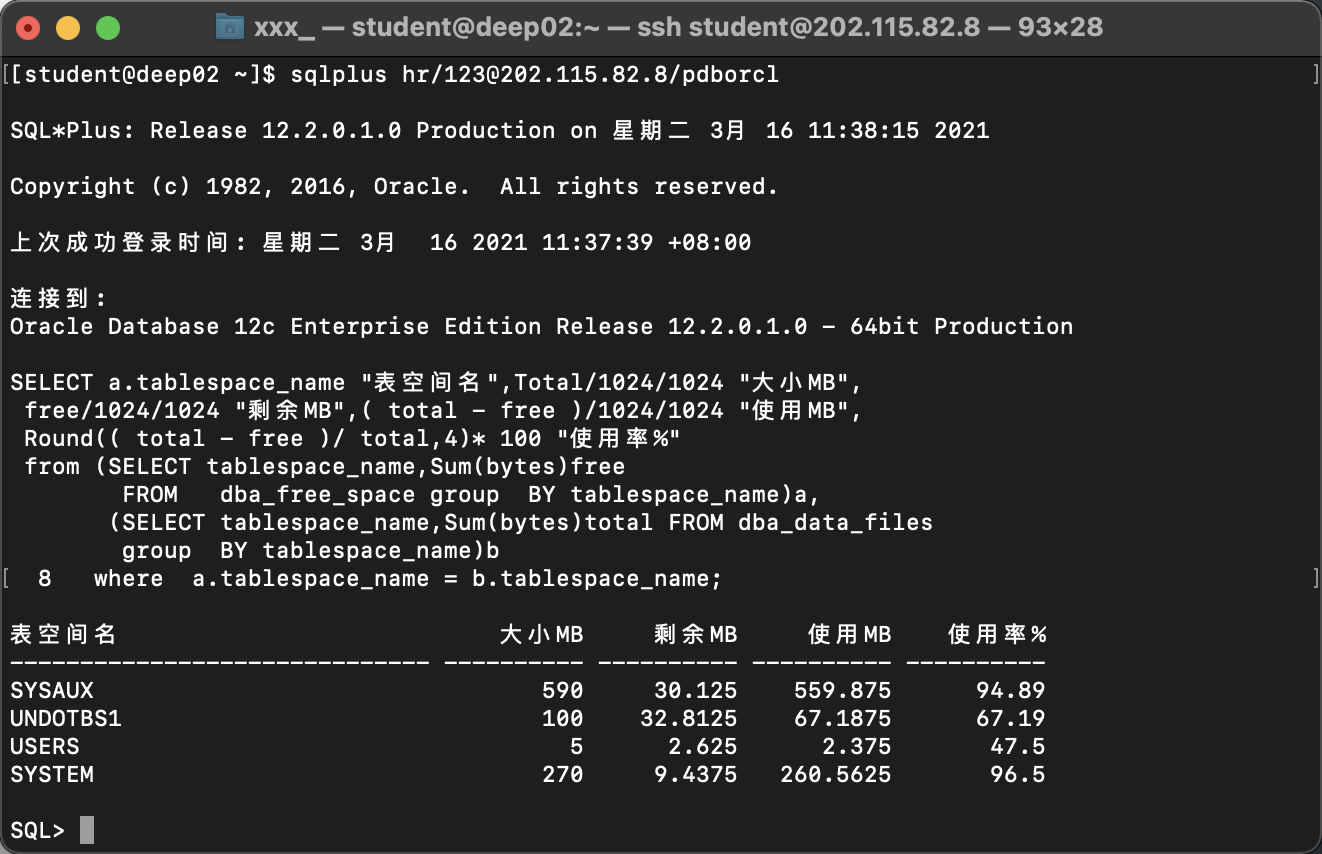 xxx_ — student@deep02:~ — ssh student@202.115.82.8 — 93×28
[[student@deep02 ~]$ sqlplus hr/123@202.115.82.8/pdborcl ]
SQL*Plus: Release 12.2.0.1.0 Production on 星期二 3月 16 11:38:15 2021
Copyright (c) 1982, 2016, Oracle.  All rights reserved.
上次成功登录时间: 星期二 3月  16 2021 11:37:39 +08:00
连接到:
Oracle Database 12c Enterprise Edition Release 12.2.0.1.0 - 64bit Production
SELECT a.tablespace_name "表空间名",Total/1024/1024 "大小MB",
 free/1024/1024 "剩余MB",( total - free )/1024/1024 "使用MB",
 Round(( total - free )/ total,4)* 100 "使用率%"
 from (SELECT tablespace_name,Sum(bytes)free
        FROM   dba_free_space group  BY tablespace_name)a,
       (SELECT tablespace_name,Sum(bytes)total FROM dba_data_files
        group  BY tablespace_name)b
[  8   where  a.tablespace_name = b.tablespace_name; ]
表空间名                           大小MB     剩余MB     使用MB    使用率%
------------------------------ ---------- ---------- ---------- ----------
SYSAUX                                590     30.125    559.875      94.89
UNDOTBS1                              100    32.8125    67.1875      67.19
USERS                                   5      2.625      2.375       47.5
SYSTEM                                270     9.4375   260.5625       96.5
SQL>